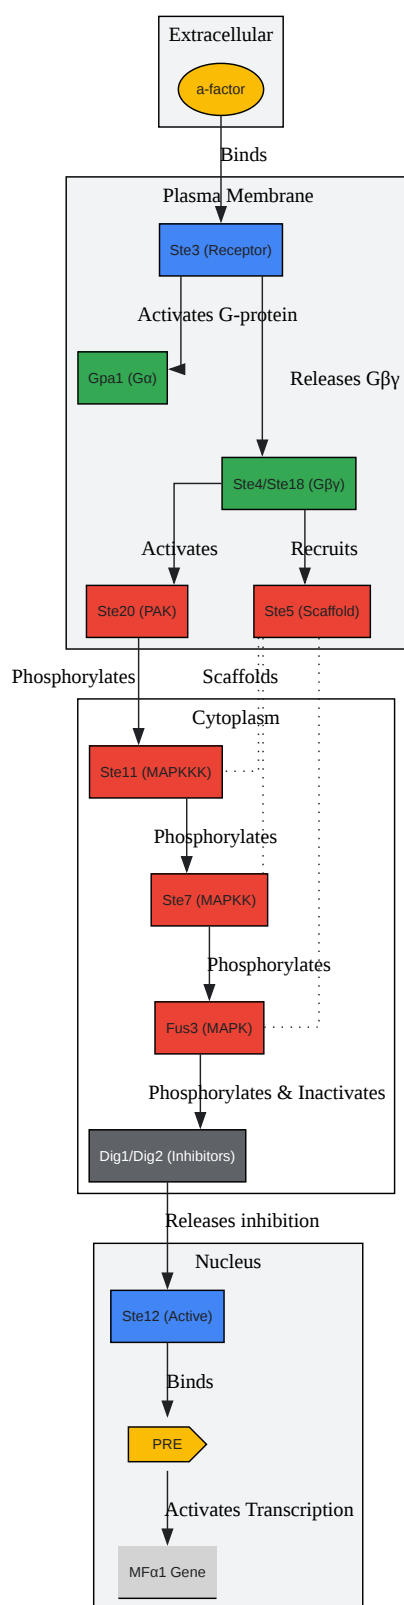 Extracellular
a-factor
Binds
Plasma Membrane
Ste3 (Receptor)
Activates G-protein
Gpa1 (Gα)
Releases Gβγ
Ste4/Ste18 (Gβγ)
Activates
Recruits
Ste20 (PAK)
Ste5 (Scaffold)
Phosphorylates
Scaffolds
Cytoplasm
Ste11 (MAPKKK)
Phosphorylates
Ste7 (MAPKK)
Phosphorylates
Fus3 (MAPK)
Phosphorylates & Inactivates
Dig1/Dig2 (Inhibitors)
Releases inhibition
Nucleus
Ste12 (Active)
Binds
PRE
Activates Transcription
MFα1 Gene